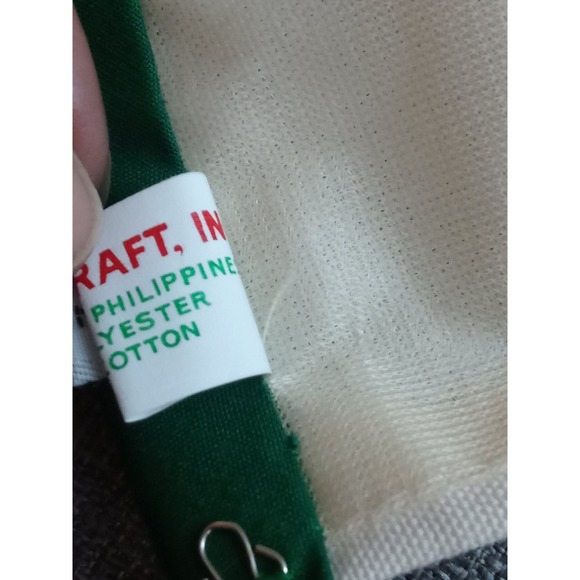 RAFT, IN
PHILIPPINE
YESTER
OTTON